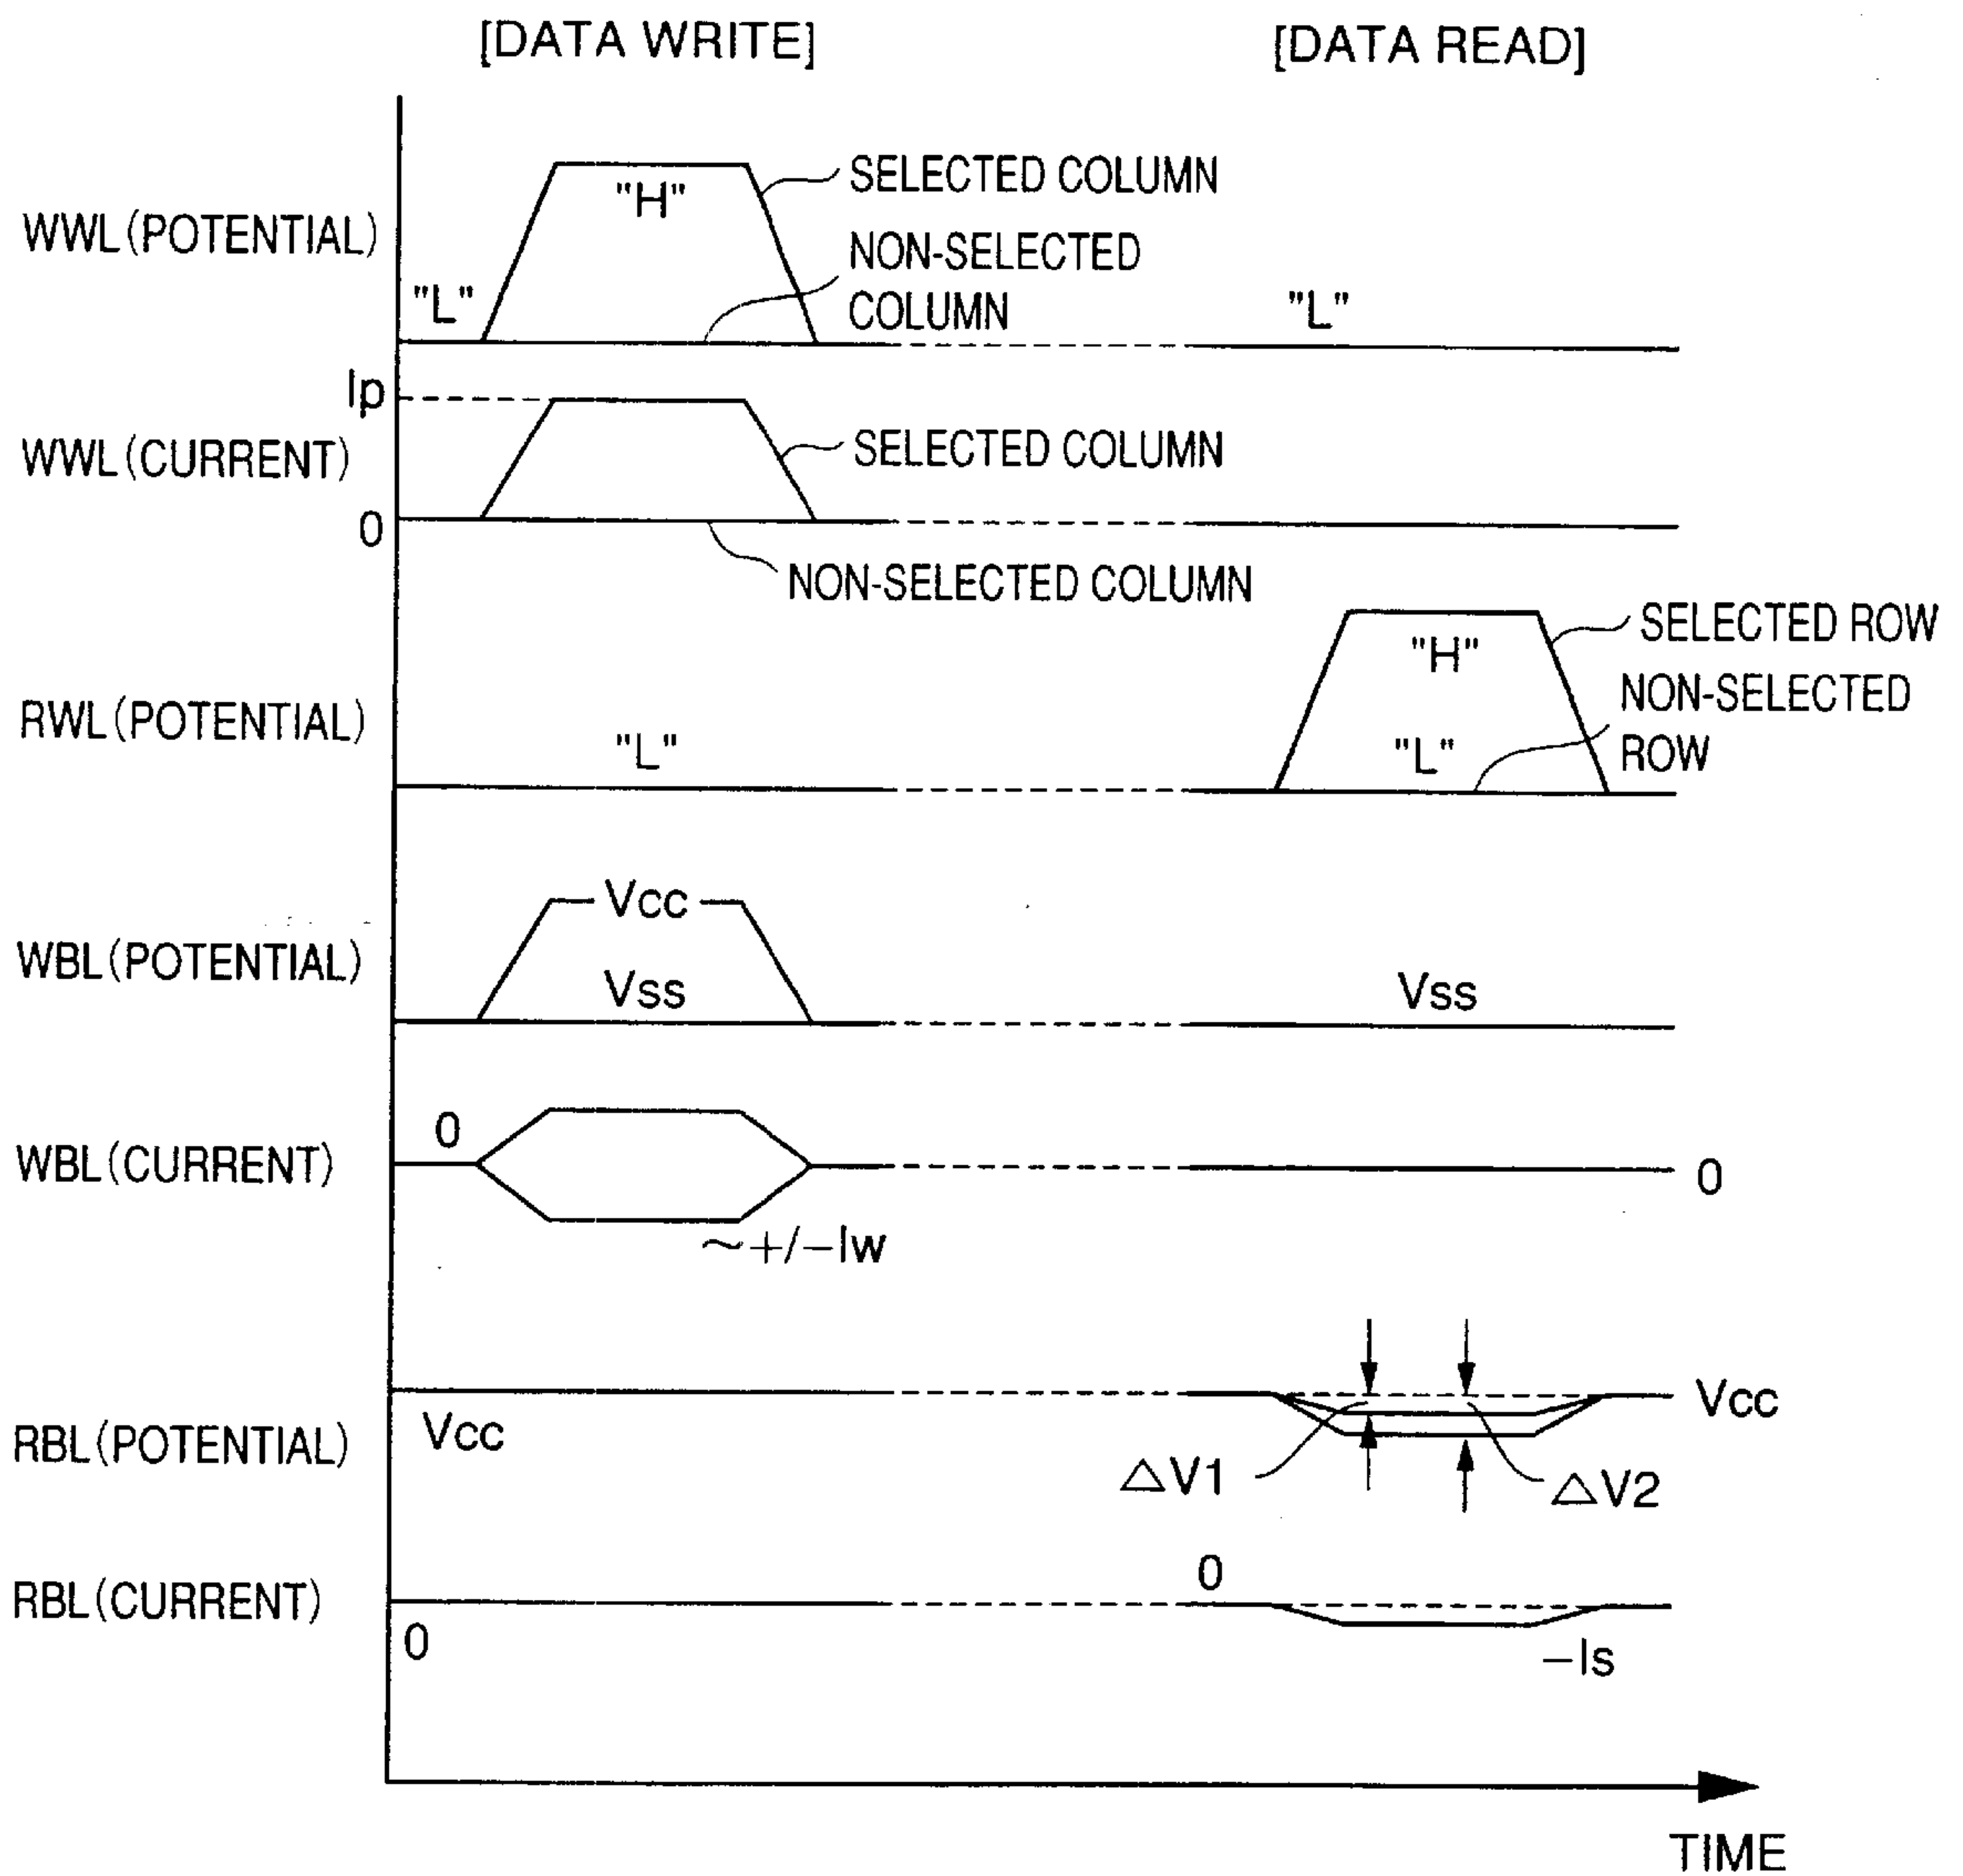 [DATA WRITE]
[DATA READ]
WWL(POTENTIAL)
"L"
"H"
SELECTED COLUMN
NON-SELECTED
COLUMN
"L"
Ip
WWL(CURRENT)
0
SELECTED COLUMN
NON-SELECTED COLUMN
RWL(POTENTIAL)
"L"
"H"
"L"
SELECTED ROW
NON-SELECTED
ROW
WBL(POTENTIAL)
Vcc
Vss
Vss
WBL(CURRENT)
0
~+/-Iw
0
RBL(POTENTIAL)
Vcc
△V1
△V2
Vcc
RBL(CURRENT)
0
0
-Is
TIME